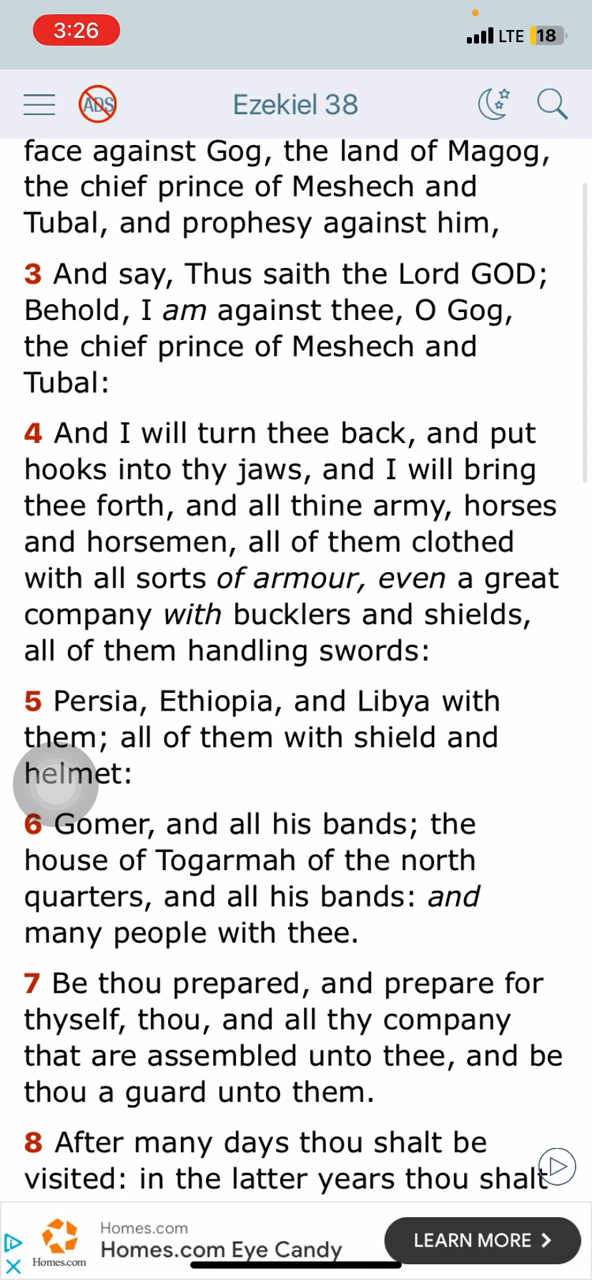 3:26
LTE 18
ADS
Ezekiel 38
face against Gog, the land of Magog,
the chief prince of Meshech and
Tubal, and prophesy against him,
3 And say, Thus saith the Lord GOD;
Behold, I am against thee, O Gog,
the chief prince of Meshech and
Tubal:
4 And I will turn thee back, and put
hooks into thy jaws, and I will bring
thee forth, and all thine army, horses
and horsemen, all of them clothed
with all sorts of armour, even a great
company with bucklers and shields,
all of them handling swords:
5 Persia, Ethiopia, and Libya with
them; all of them with shield and
helmet:
6 Gomer, and all his bands; the
house of Togarmah of the north
quarters, and all his bands: and
many people with thee.
7 Be thou prepared, and prepare for
thyself, thou, and all thy company
that are assembled unto thee, and be
thou a guard unto them.
8 After many days thou shalt be
visited: in the latter years thou shalt
Homes.com
Homes.com Eye Candy
Homes.com
LEARN MORE